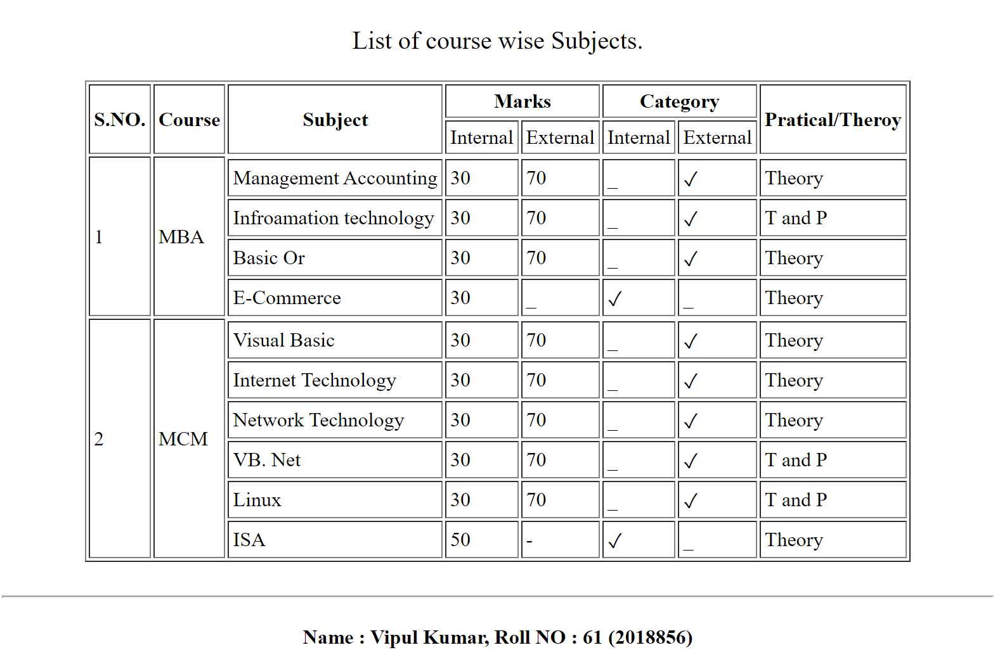 List of course wise Subjects.
S.NO. Course Subject Marks Category Pratical/Theroy
Internal External Internal External
1 MBA Management Accounting 30 70 _ ✓ Theory
Infroamation technology 30 70 _ ✓ T and P
Basic Or 30 70 _ ✓ Theory
E-Commerce 30 _ ✓ _ Theory
2 MCM Visual Basic 30 70 _ ✓ Theory
Internet Technology 30 70 _ ✓ Theory
Network Technology 30 70 _ ✓ Theory
VB. Net 30 70 _ ✓ T and P
Linux 30 70 _ ✓ T and P
ISA 50 - ✓ _ Theory
Name : Vipul Kumar, Roll NO : 61 (2018856)